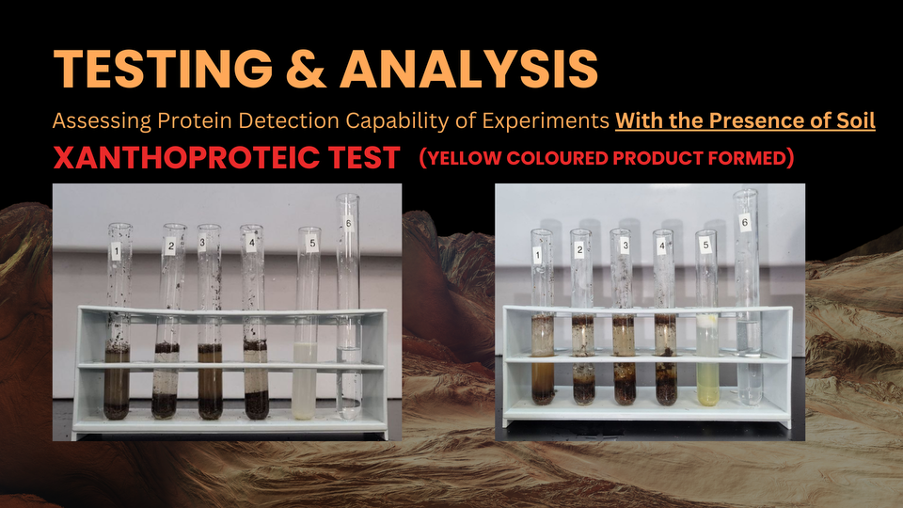 TESTING & ANALYSIS
Assessing Protein Detection Capability of Experiments With the Presence of Soil
XANTHOPROTEIC TEST (YELLOW COLOURED PRODUCT FORMED)
1 2 3 4 5 6
1 2 3 4 5 6